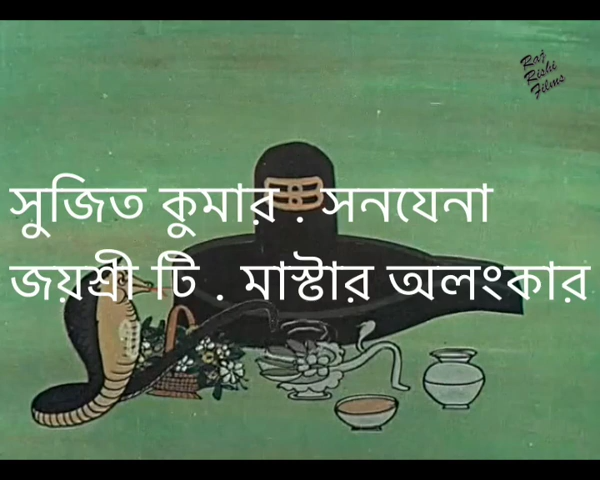 Raj
Rishi
Films
সুজিত কুমার . সনযেনা
জয়শ্রী টি . মাস্টার অলংকার